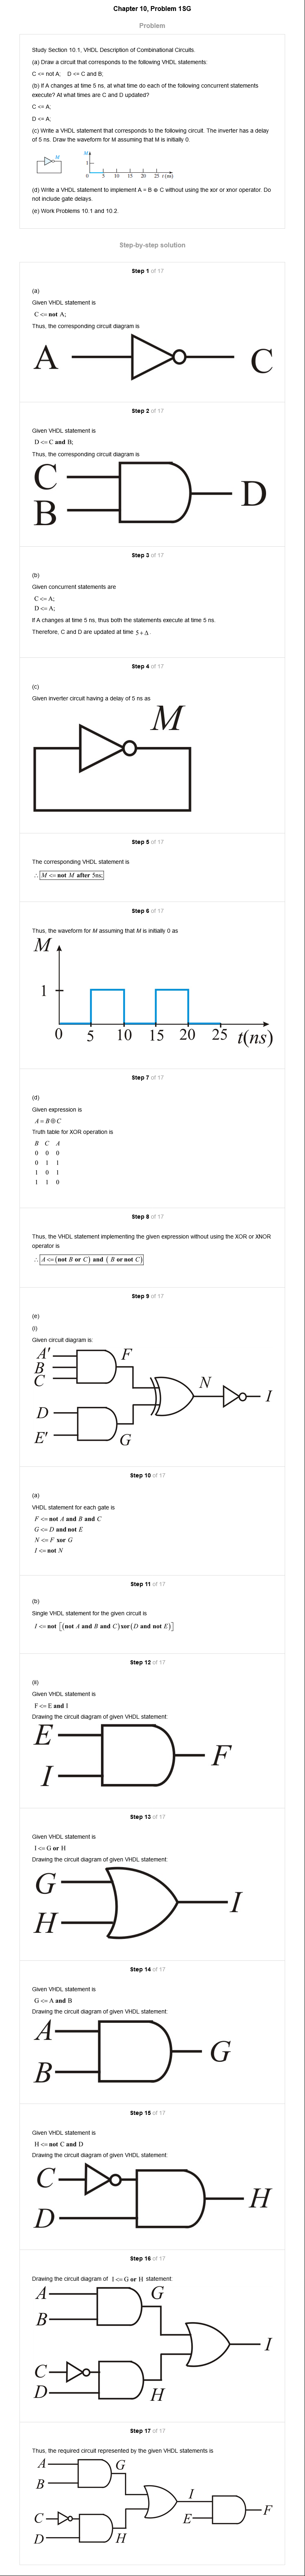 Chapter 10, Problem 1SG
Problem
Study Section 10.1, VHDL Description of Combinational Circuits.
(a) Draw a circuit that corresponds to the following VHDL statements:
C <= not A; D <= C and B;
(b) If A changes at time 5 ns, at what time do each of the following concurrent statements
execute? At what times are C and D updated?
C <= A;
D <= A;
(c) Write a VHDL statement that corresponds to the following circuit. The inverter has a delay
of 5 ns. Draw the waveform for M assuming that M is initially 0.
M
M
1
0 5 10 15 20 25 t (ns)
(d) Write a VHDL statement to implement A = B ⊕ C without using the xor or xnor operator. Do
not include gate delays.
(e) Work Problems 10.1 and 10.2.
Step-by-step solution
Step 1 of 17
(a)
Given VHDL statement is
C <= not A;
Thus, the corresponding circuit diagram is
A C
Step 2 of 17
Given VHDL statement is
D <= C and B;
Thus, the corresponding circuit diagram is
C
D
B
Step 3 of 17
(b)
Given concurrent statements are
C <= A;
D <= A;
If A changes at time 5 ns, thus both the statements execute at time 5 ns.
Therefore, C and D are updated at time 5+Δ.
Step 4 of 17
(c)
Given inverter circuit having a delay of 5 ns as
M
Step 5 of 17
The corresponding VHDL statement is
∴ M <= not M after 5ns;
Step 6 of 17
Thus, the waveform for M assuming that M is initially 0 as
M
1
0 5 10 15 20 25 t(ns)
Step 7 of 17
(d)
Given expression is
A = B ⊕ C
Truth table for XOR operation is
B C A
0 0 0
0 1 1
1 0 1
1 1 0
Step 8 of 17
Thus, the VHDL statement implementing the given expression without using the XOR or XNOR
operator is
∴ A <= (not B or C) and ( B or not C)
Step 9 of 17
(e)
(i)
Given circuit diagram is:
A'
F
B
C
N
I
D
E'
G
Step 10 of 17
(a)
VHDL statement for each gate is
F <= not A and B and C
G <= D and not E
N <= F xor G
I <= not N
Step 11 of 17
(b)
Single VHDL statement for the given circuit is
I <= not [(not A and B and C) xor (D and not E)]
Step 12 of 17
(ii)
Given VHDL statement is
F <= E and I
Drawing the circuit diagram of given VHDL statement:
E
F
I
Step 13 of 17
Given VHDL statement is
I <= G or H
Drawing the circuit diagram of given VHDL statement:
G
I
H
Step 14 of 17
Given VHDL statement is
G <= A and B
Drawing the circuit diagram of given VHDL statement:
A
G
B
Step 15 of 17
Given VHDL statement is
H <= not C and D
Drawing the circuit diagram of given VHDL statement:
C
H
D
Step 16 of 17
Drawing the circuit diagram of I <= G or H statement:
A
G
B
I
C
D
H
Step 17 of 17
Thus, the required circuit represented by the given VHDL statements is
A
G
B
I
F
E
C
D
H